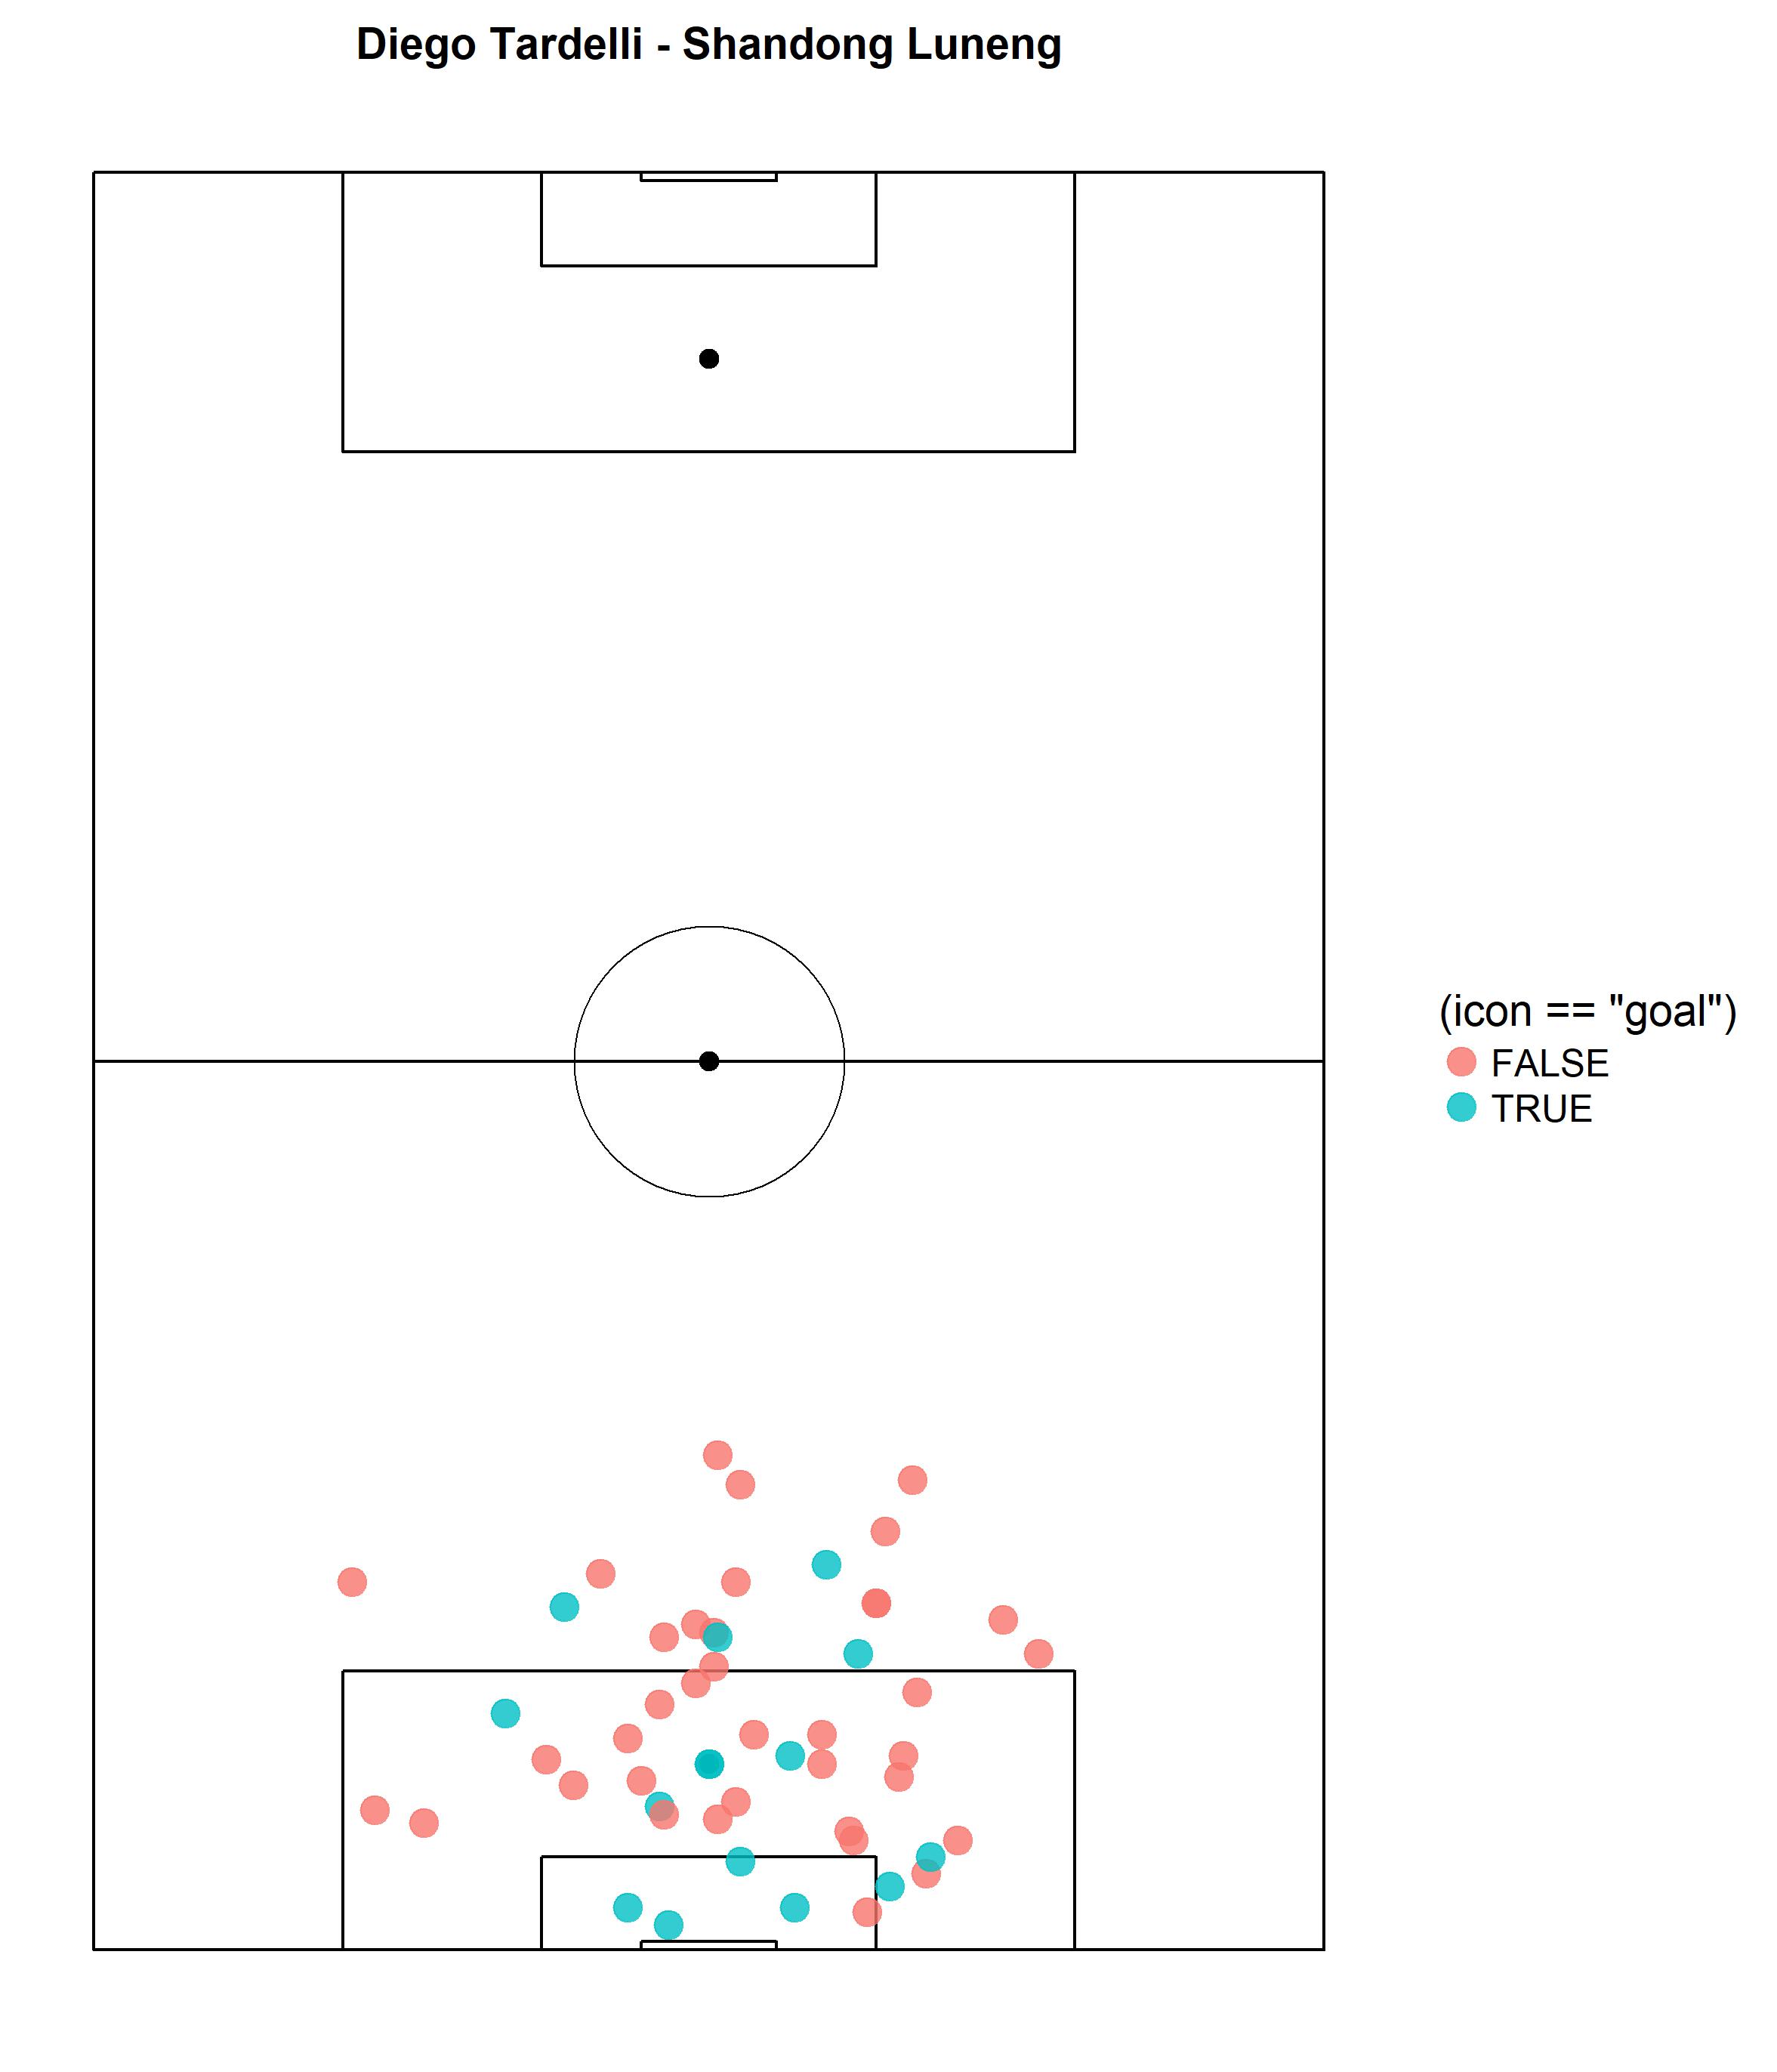 Diego Tardelli - Shandong Luneng
(icon == "goal")
FALSE
TRUE